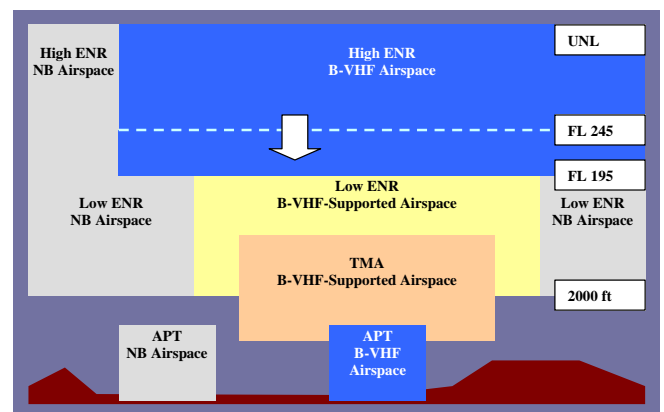 UNL
High ENR
NB Airspace
High ENR
B-VHF Airspace
FL 245
FL 195
Low ENR
B-VHF-Supported Airspace
Low ENR
NB Airspace
Low ENR
NB Airspace
TMA
B-VHF-Supported Airspace
2000 ft
APT
NB Airspace
APT
B-VHF
Airspace